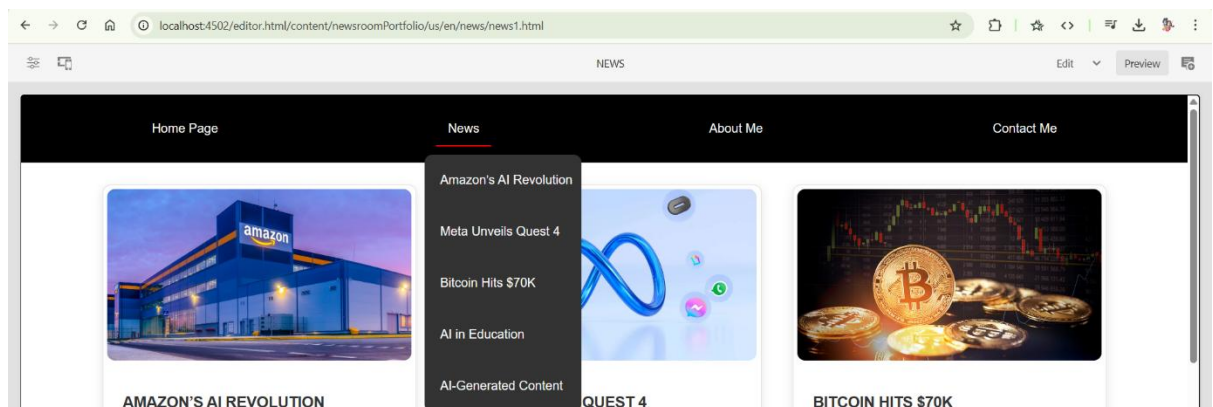 localhost:4502/editor.html/content/newsroomPortfolio/us/en/news/news1.html
NEWS
Edit
Preview
Home Page
News
About Me
Contact Me
Amazon's AI Revolution
Meta Unveils Quest 4
Bitcoin Hits $70K
AI in Education
AI-Generated Content
amazon
AMAZON'S AI REVOLUTION
QUEST 4
BITCOIN HITS $70K